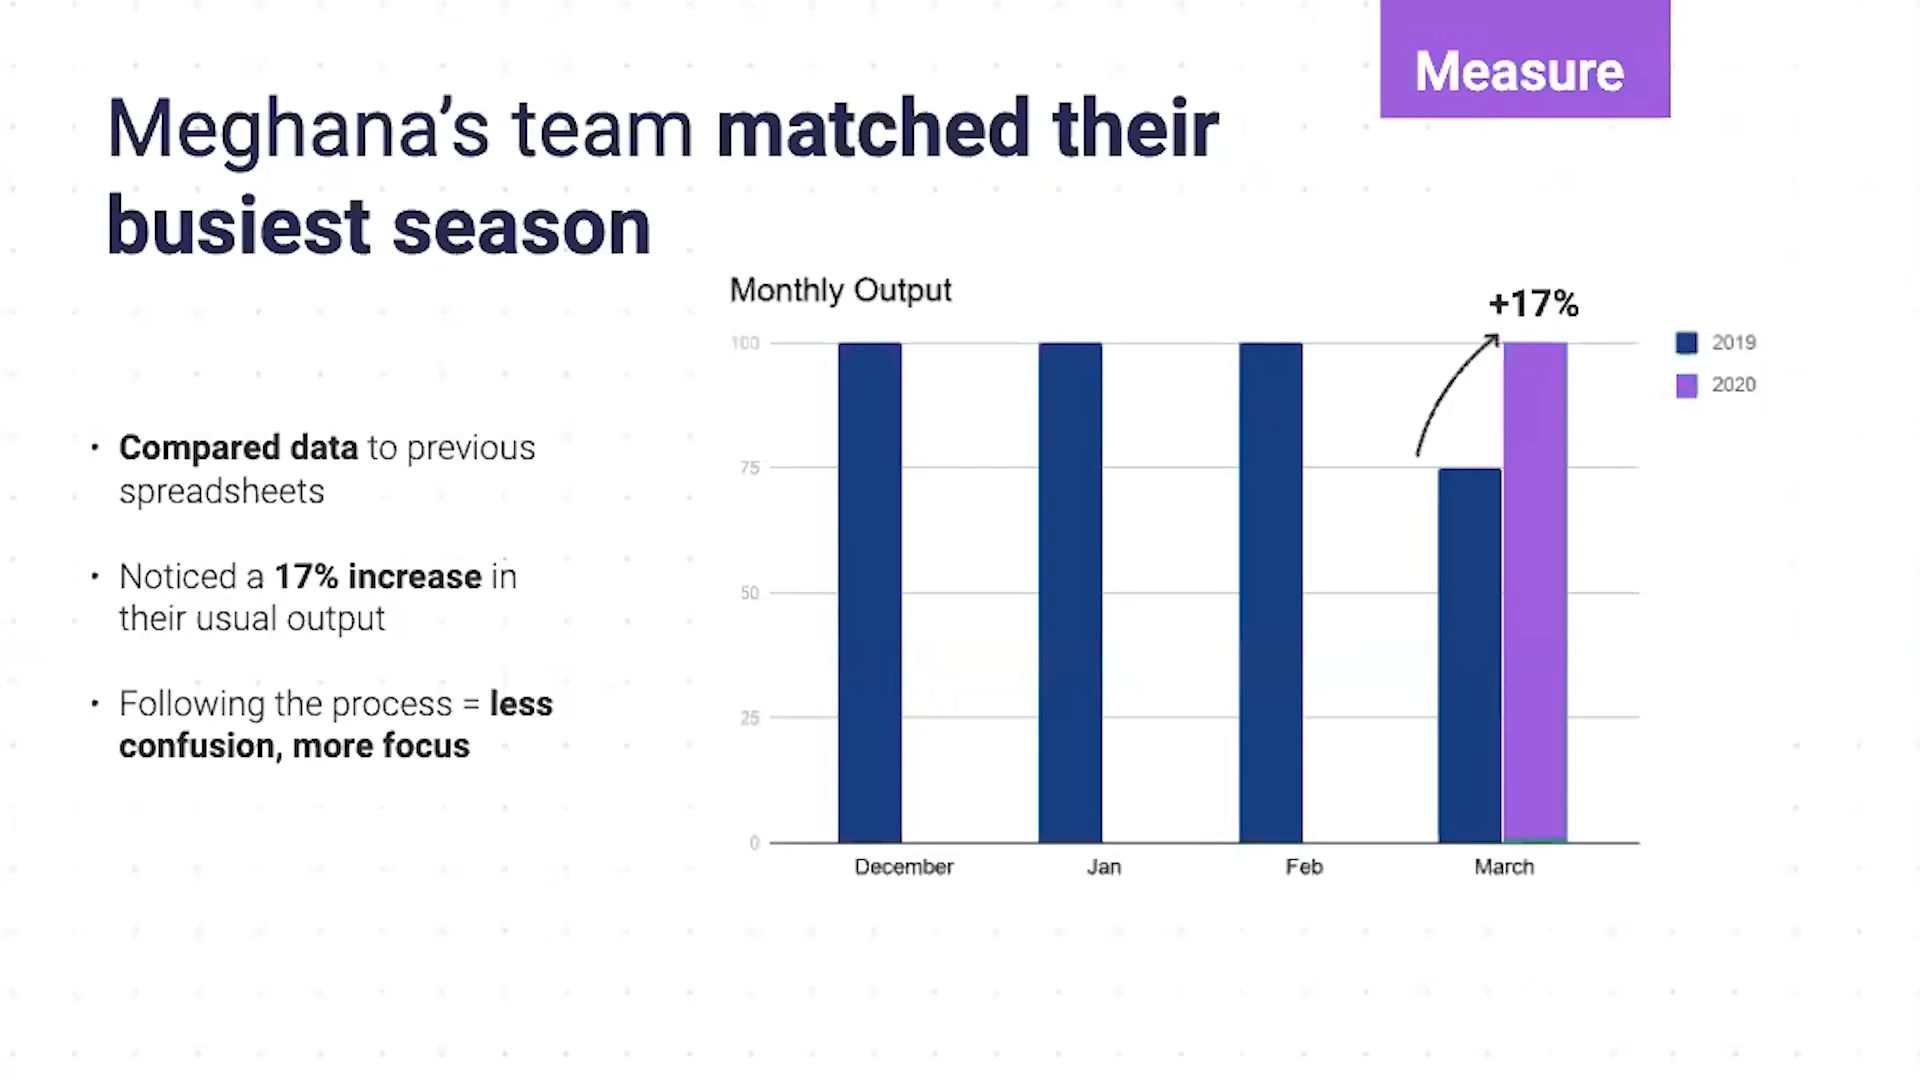 Measure
Meghana’s team matched their
busiest season
• Compared data to previous
spreadsheets
• Noticed a 17% increase in
their usual output
• Following the process = less
confusion, more focus
Monthly Output
+17%
100
75
50
25
0
December Jan Feb March
2019
2020